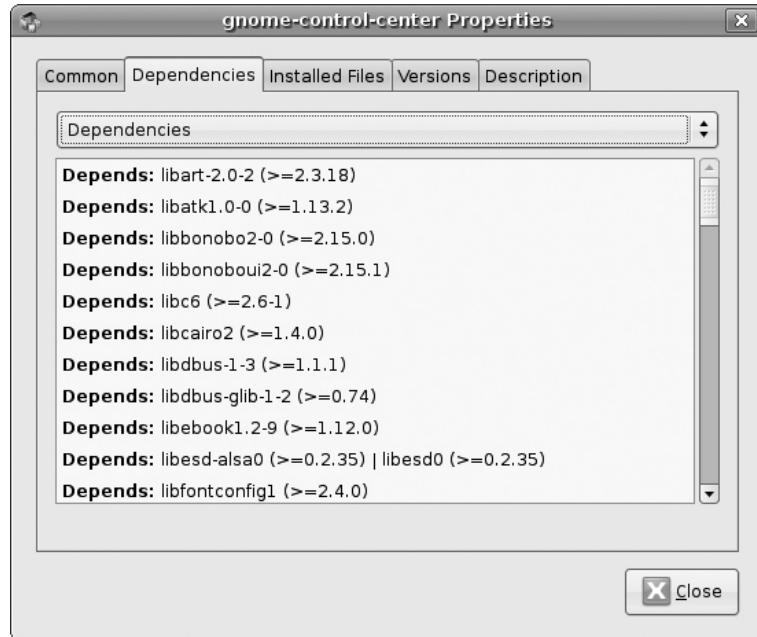 gnome-control-center Properties
Common Dependencies Installed Files Versions Description
Dependencies
Depends: libart-2.0-2 (>=2.3.18)
Depends: libatk1.0-0 (>=1.13.2)
Depends: libbonobo2-0 (>=2.15.0)
Depends: libbonoboui2-0 (>=2.15.1)
Depends: libc6 (>=2.6-1)
Depends: libcairo2 (>=1.4.0)
Depends: libdbus-1-3 (>=1.1.1)
Depends: libdbus-glib-1-2 (>=0.74)
Depends: libebook1.2-9 (>=1.12.0)
Depends: libesd-alsa0 (>=0.2.35) | libesd0 (>=0.2.35)
Depends: libfontconfig1 (>=2.4.0)
Close